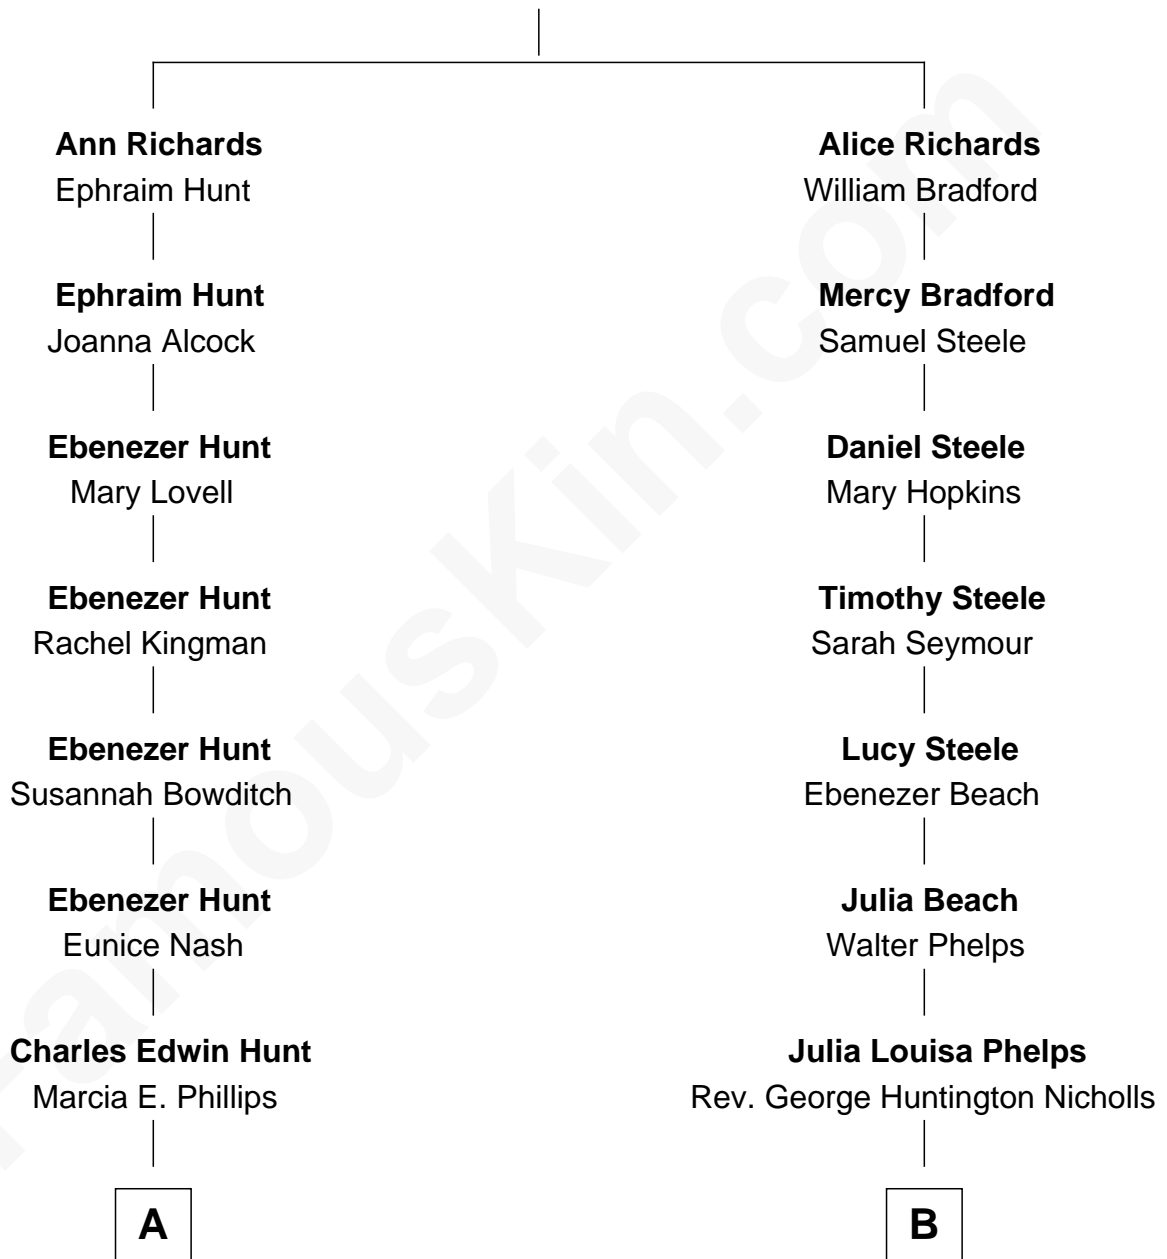 Ann Richards
Ephraim Hunt
Ephraim Hunt
Joanna Alcock
Ebenezer Hunt
Mary Lovell
Ebenezer Hunt
Rachel Kingman
Ebenezer Hunt
Susannah Bowditch
Ebenezer Hunt
Eunice Nash
Charles Edwin Hunt
Marcia E. Phillips
A
Alice Richards
William Bradford
Mercy Bradford
Samuel Steele
Daniel Steele
Mary Hopkins
Timothy Steele
Sarah Seymour
Lucy Steele
Ebenezer Beach
Julia Beach
Walter Phelps
Julia Louisa Phelps
Rev. George Huntington Nicholls
B
FamousKin.com